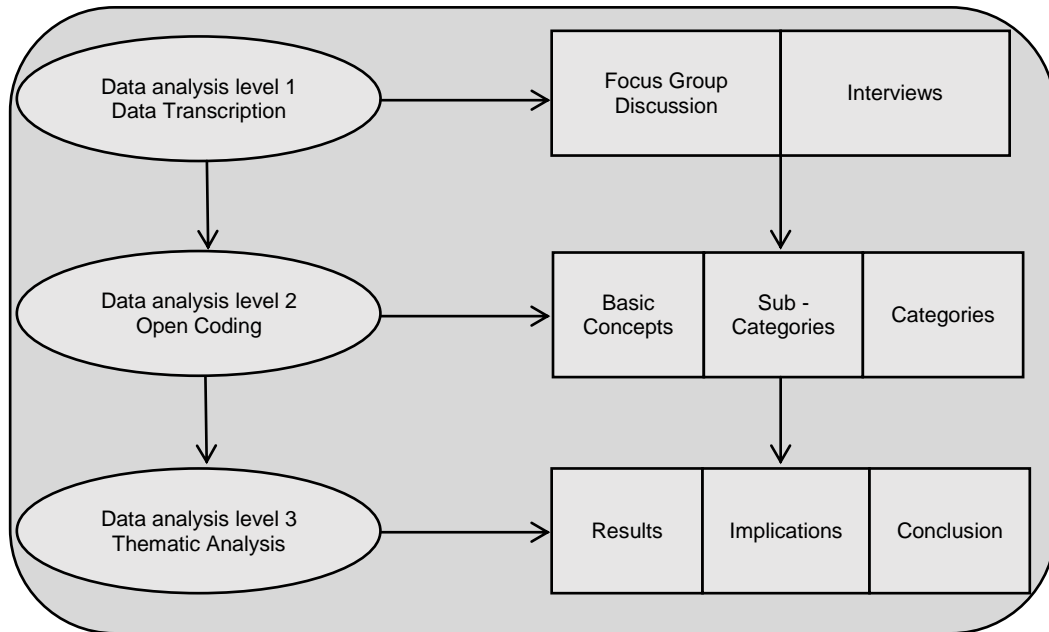 Data analysis level 1
Data Transcription
Focus Group
Discussion
Interviews
Data analysis level 2
Open Coding
Basic
Concepts
Sub -
Categories
Categories
Data analysis level 3
Thematic Analysis
Results
Implications
Conclusion